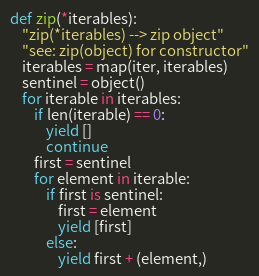 def zip(*iterables):
    "zip(*iterables) --> zip object"
    "see: zip(object) for constructor"
    iterables = map(iter, iterables)
    sentinel = object()
    for iterable in iterables:
        if len(iterable) == 0:
            yield []
            continue
        first = sentinel
        for element in iterable:
            if first is sentinel:
                first = element
                yield [first]
            else:
                yield first + (element,)